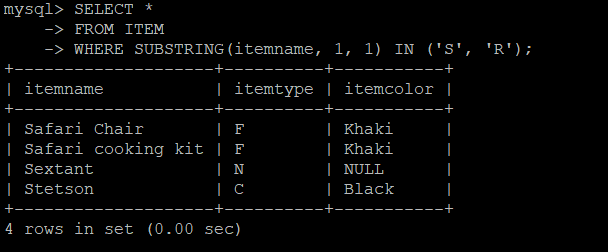 mysql> SELECT *
    -> FROM ITEM
    -> WHERE SUBSTRING(itemname, 1, 1) IN ('S', 'R');
+--------------------+----------+-----------+
| itemname           | itemtype | itemcolor |
+--------------------+----------+-----------+
| Safari Chair       | F        | Khaki     |
| Safari cooking kit | F        | Khaki     |
| Sextant            | N        | NULL      |
| Stetson            | C        | Black     |
+--------------------+----------+-----------+
4 rows in set (0.00 sec)